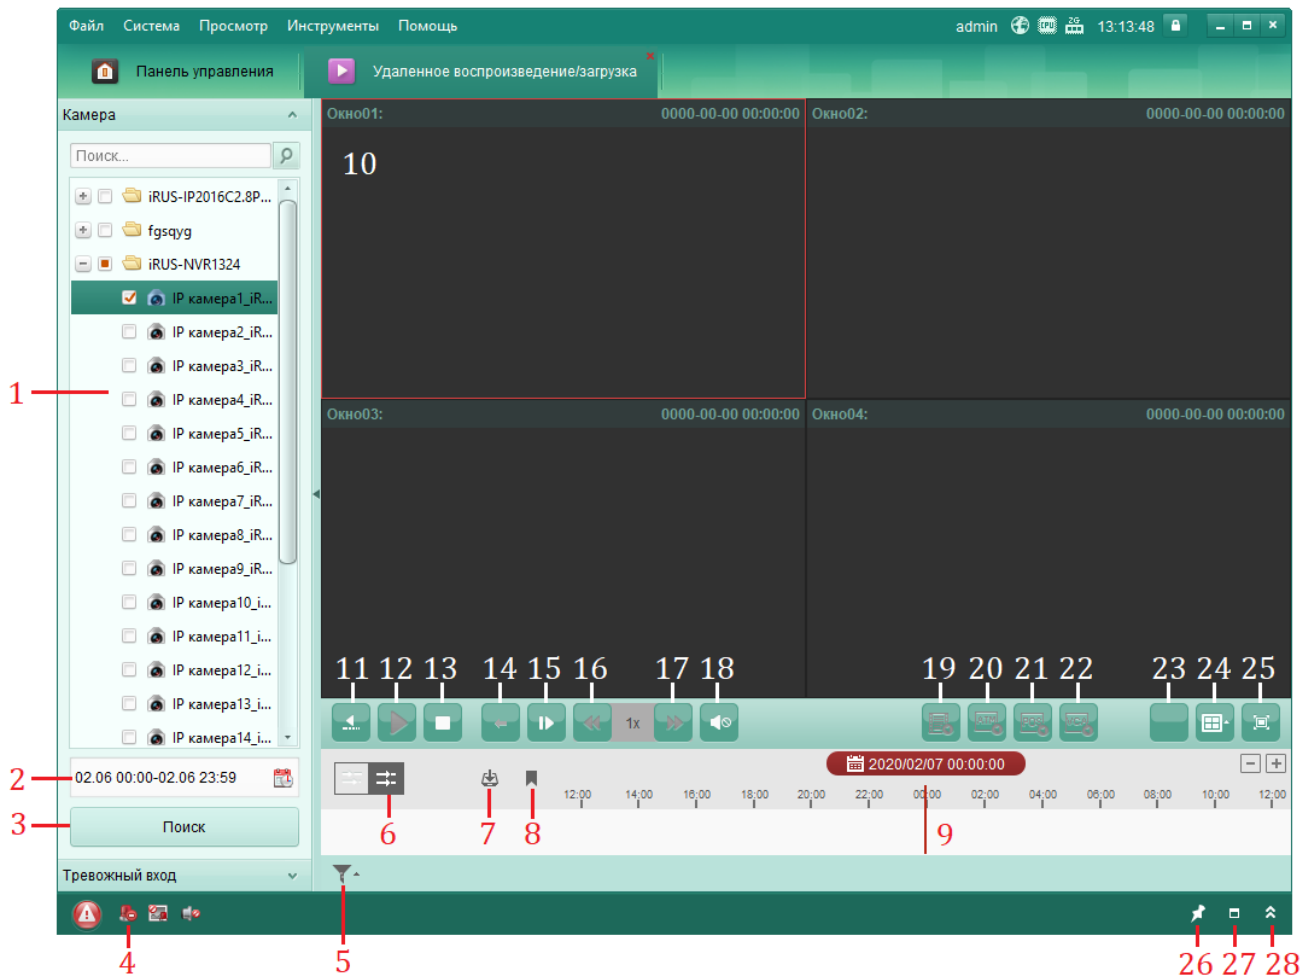 Файл Система Просмотр Инструменты Помощь admin 2G 13:13:48
Панель управления Удаленное воспроизведение/загрузка
Камера
Поиск...
iRUS-IP2016C2.8P...
fgsqyg
iRUS-NVR1324
IP камера1_iR...
IP камера2_iR...
IP камера3_iR...
IP камера4_iR...
IP камера5_iR...
IP камера6_iR...
IP камера7_iR...
IP камера8_iR...
IP камера9_iR...
IP камера10_i...
IP камера11_i...
IP камера12_i...
IP камера13_i...
IP камера14_i...
02.06 00:00-02.06 23:59
Поиск
Тревожный вход
1
2
3
4
Окно01: 0000-00-00 00:00:00
10
Окно02: 0000-00-00 00:00:00
Окно03: 0000-00-00 00:00:00
Окно04: 0000-00-00 00:00:00
11 12 13 14 15 16 17 18 19 20 21 22 23 24 25
1x
2020/02/07 00:00:00
12:00 14:00 16:00 18:00 20:00 22:00 00:00 02:00 04:00 06:00 08:00 10:00 12:00
6 7 8 9
5
26 27 28